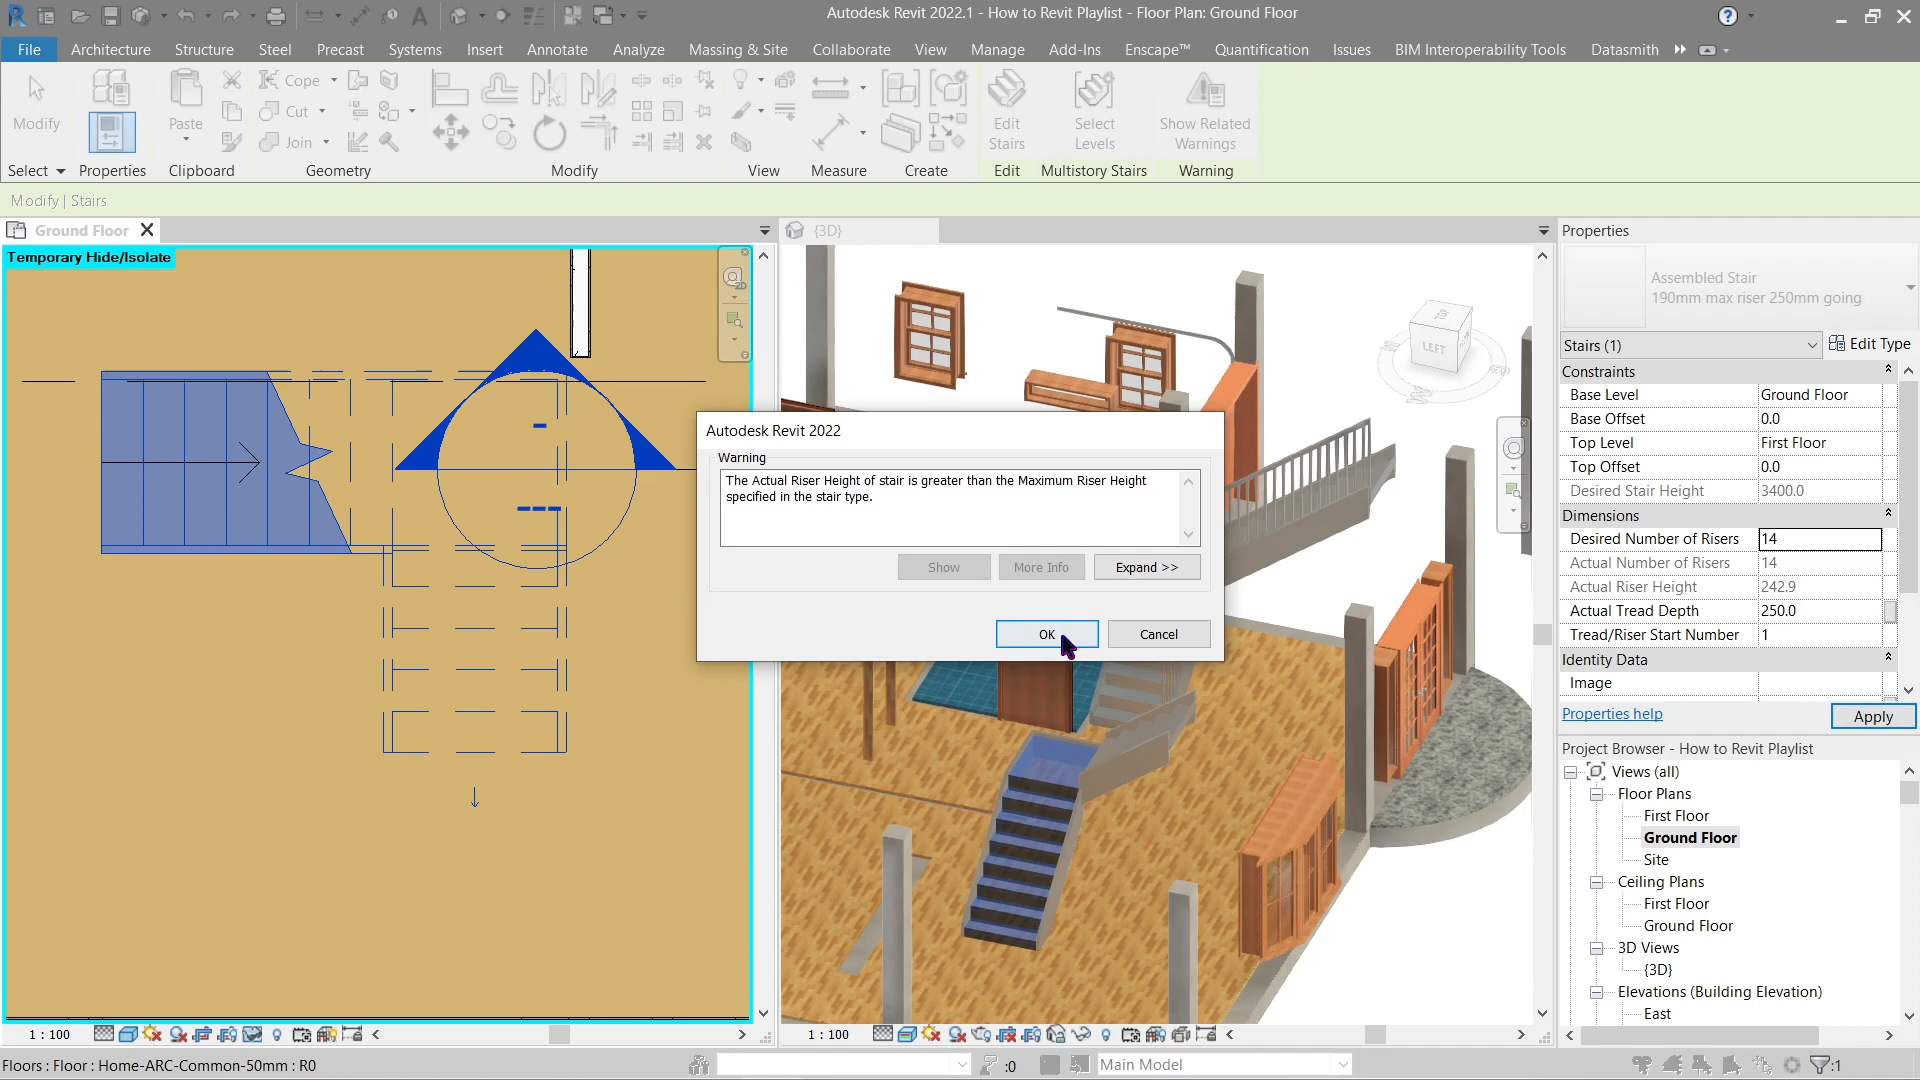 Autodesk Revit 2022.1 - How to Revit Playlist - Floor Plan: Ground Floor
File
Architecture
Structure
Steel
Precast
Systems
Insert
Annotate
Analyze
Massing & Site
Collaborate
View
Manage
Add-Ins
Enscape™
Quantification
Issues
BIM Interoperability Tools
Datasmith
Modify
Paste
Cope
Cut
Join
Edit
Stairs
Select
Levels
Show Related
Warnings
Select
Properties
Clipboard
Geometry
Modify
View
Measure
Create
Edit
Multistory Stairs
Warning
Modify | Stairs
Ground Floor
{3D}
Temporary Hide/Isolate
2D
TOP
LEFT
Autodesk Revit 2022
Warning
The Actual Riser Height of stair is greater than the Maximum Riser Height
specified in the stair type.
Show
More Info
Expand >>
OK
Cancel
Properties
Assembled Stair
190mm max riser 250mm going
Stairs (1)
Edit Type
Constraints
Base Level Ground Floor
Base Offset 0.0
Top Level First Floor
Top Offset 0.0
Desired Stair Height 3400.0
Dimensions
Desired Number of Risers 14
Actual Number of Risers 14
Actual Riser Height 242.9
Actual Tread Depth 250.0
Tread/Riser Start Number 1
Identity Data
Image
Properties help
Apply
Project Browser - How to Revit Playlist
Views (all)
Floor Plans
First Floor
Ground Floor
Site
Ceiling Plans
First Floor
Ground Floor
3D Views
{3D}
Elevations (Building Elevation)
East
1 : 100
1 : 100
Floors : Floor : Home-ARC-Common-50mm : R0
:0
Main Model
:1